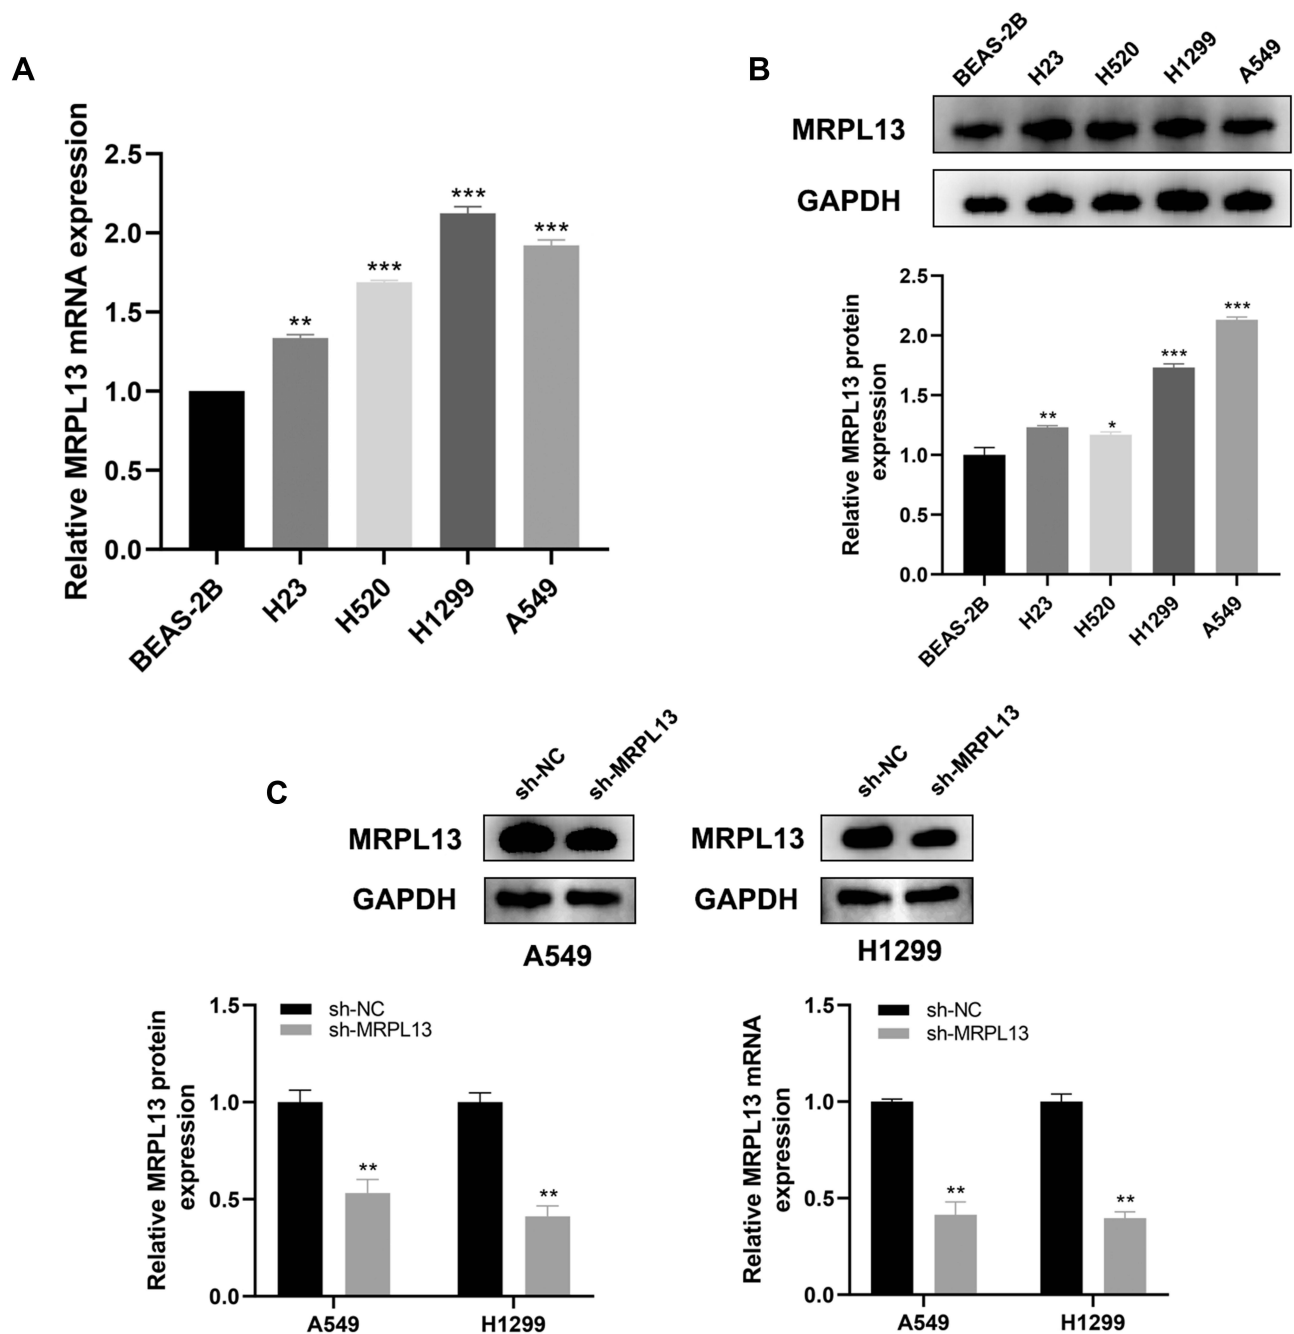 A
Relative MRPL13 mRNA expression
2.5
2.0
1.5
1.0
0.5
0.0
**
***
***
***
BEAS-2B
H23
H520
H1299
A549
B
BEAS-2B
H23
H520
H1299
A549
MRPL13
GAPDH
Relative MRPL13 protein
expression
2.5
2.0
1.5
1.0
0.5
0.0
**
*
***
***
BEAS-2B
H23
H520
H1299
A549
C
sh-NC
sh-MRPL13
MRPL13
GAPDH
A549
sh-NC
sh-MRPL13
MRPL13
GAPDH
H1299
Relative MRPL13 protein
expression
1.5
1.0
0.5
0.0
sh-NC
sh-MRPL13
**
**
A549
H1299
Relative MRPL13 mRNA
expression
1.5
1.0
0.5
0.0
sh-NC
sh-MRPL13
**
**
A549
H1299